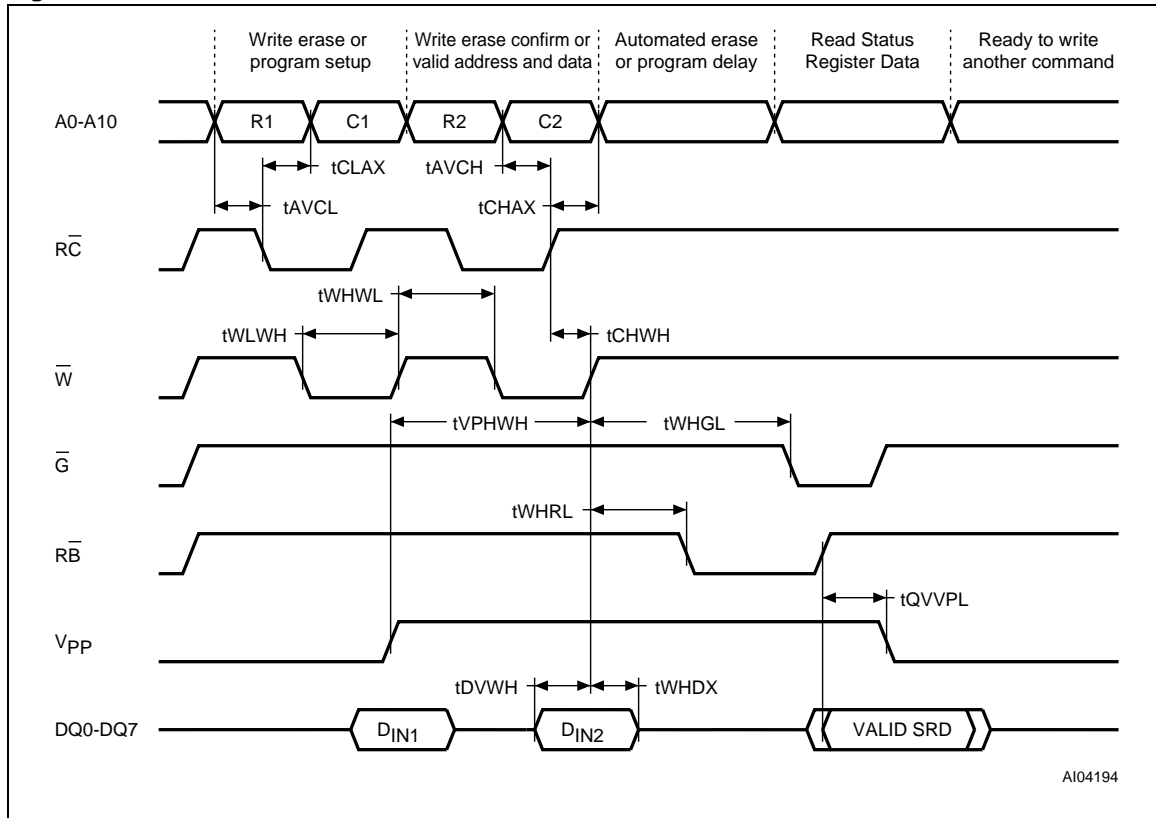 Write erase or
program setup
Write erase confirm or
valid address and data
Automated erase
or program delay
Read Status
Register Data
Ready to write
another command
A0-A10
R1
C1
R2
C2
tCLAX
tAVCH
tAVCL
tCHAX
RC̅
tWHWL
tWLWH
tCHWH
W̅
tVPHWH
tWHGL
G̅
tWHRL
RB̅
tQVVPL
VPP
tDVWH
tWHDX
DQ0-DQ7
DIN1
DIN2
VALID SRD
AI04194